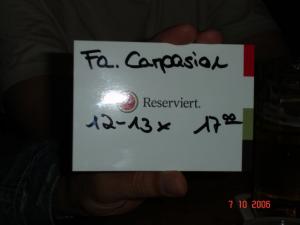 Fa. Carpasian
Reserviert.
12-13x 17⁰⁰
7 10 2006